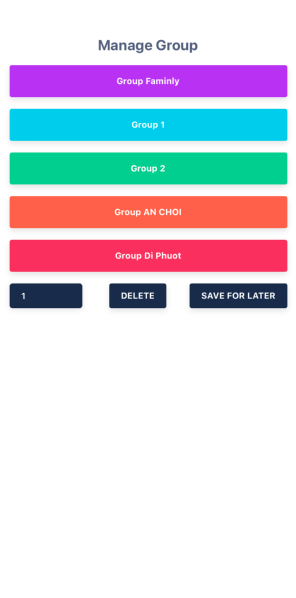 Manage Group
Group Faminly
Group 1
Group 2
Group AN CHOI
Group Di Phuot
1
DELETE
SAVE FOR LATER